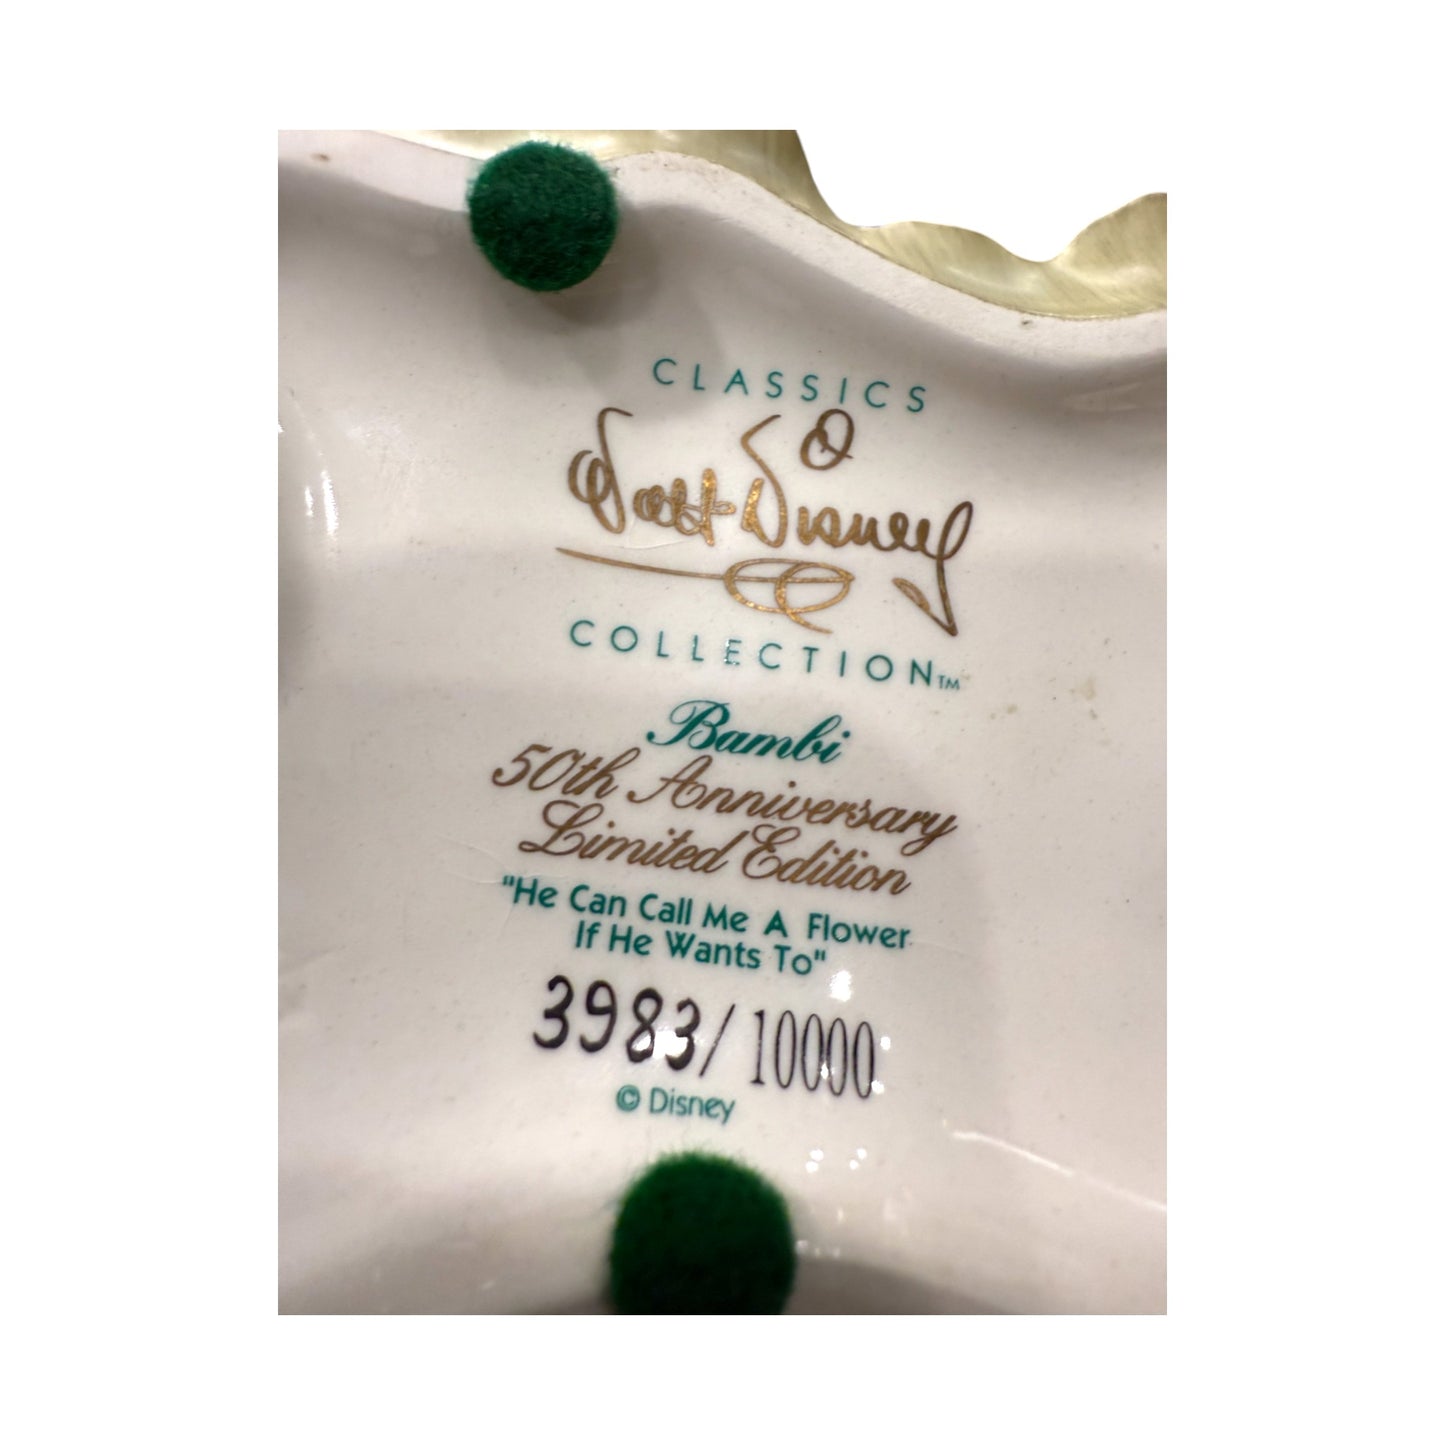 CLASSICS
Walt Disney
COLLECTION™
Bambi
50th Anniversary
Limited Edition
"He Can Call Me A Flower
If He Wants To"
3983/10000
© Disney